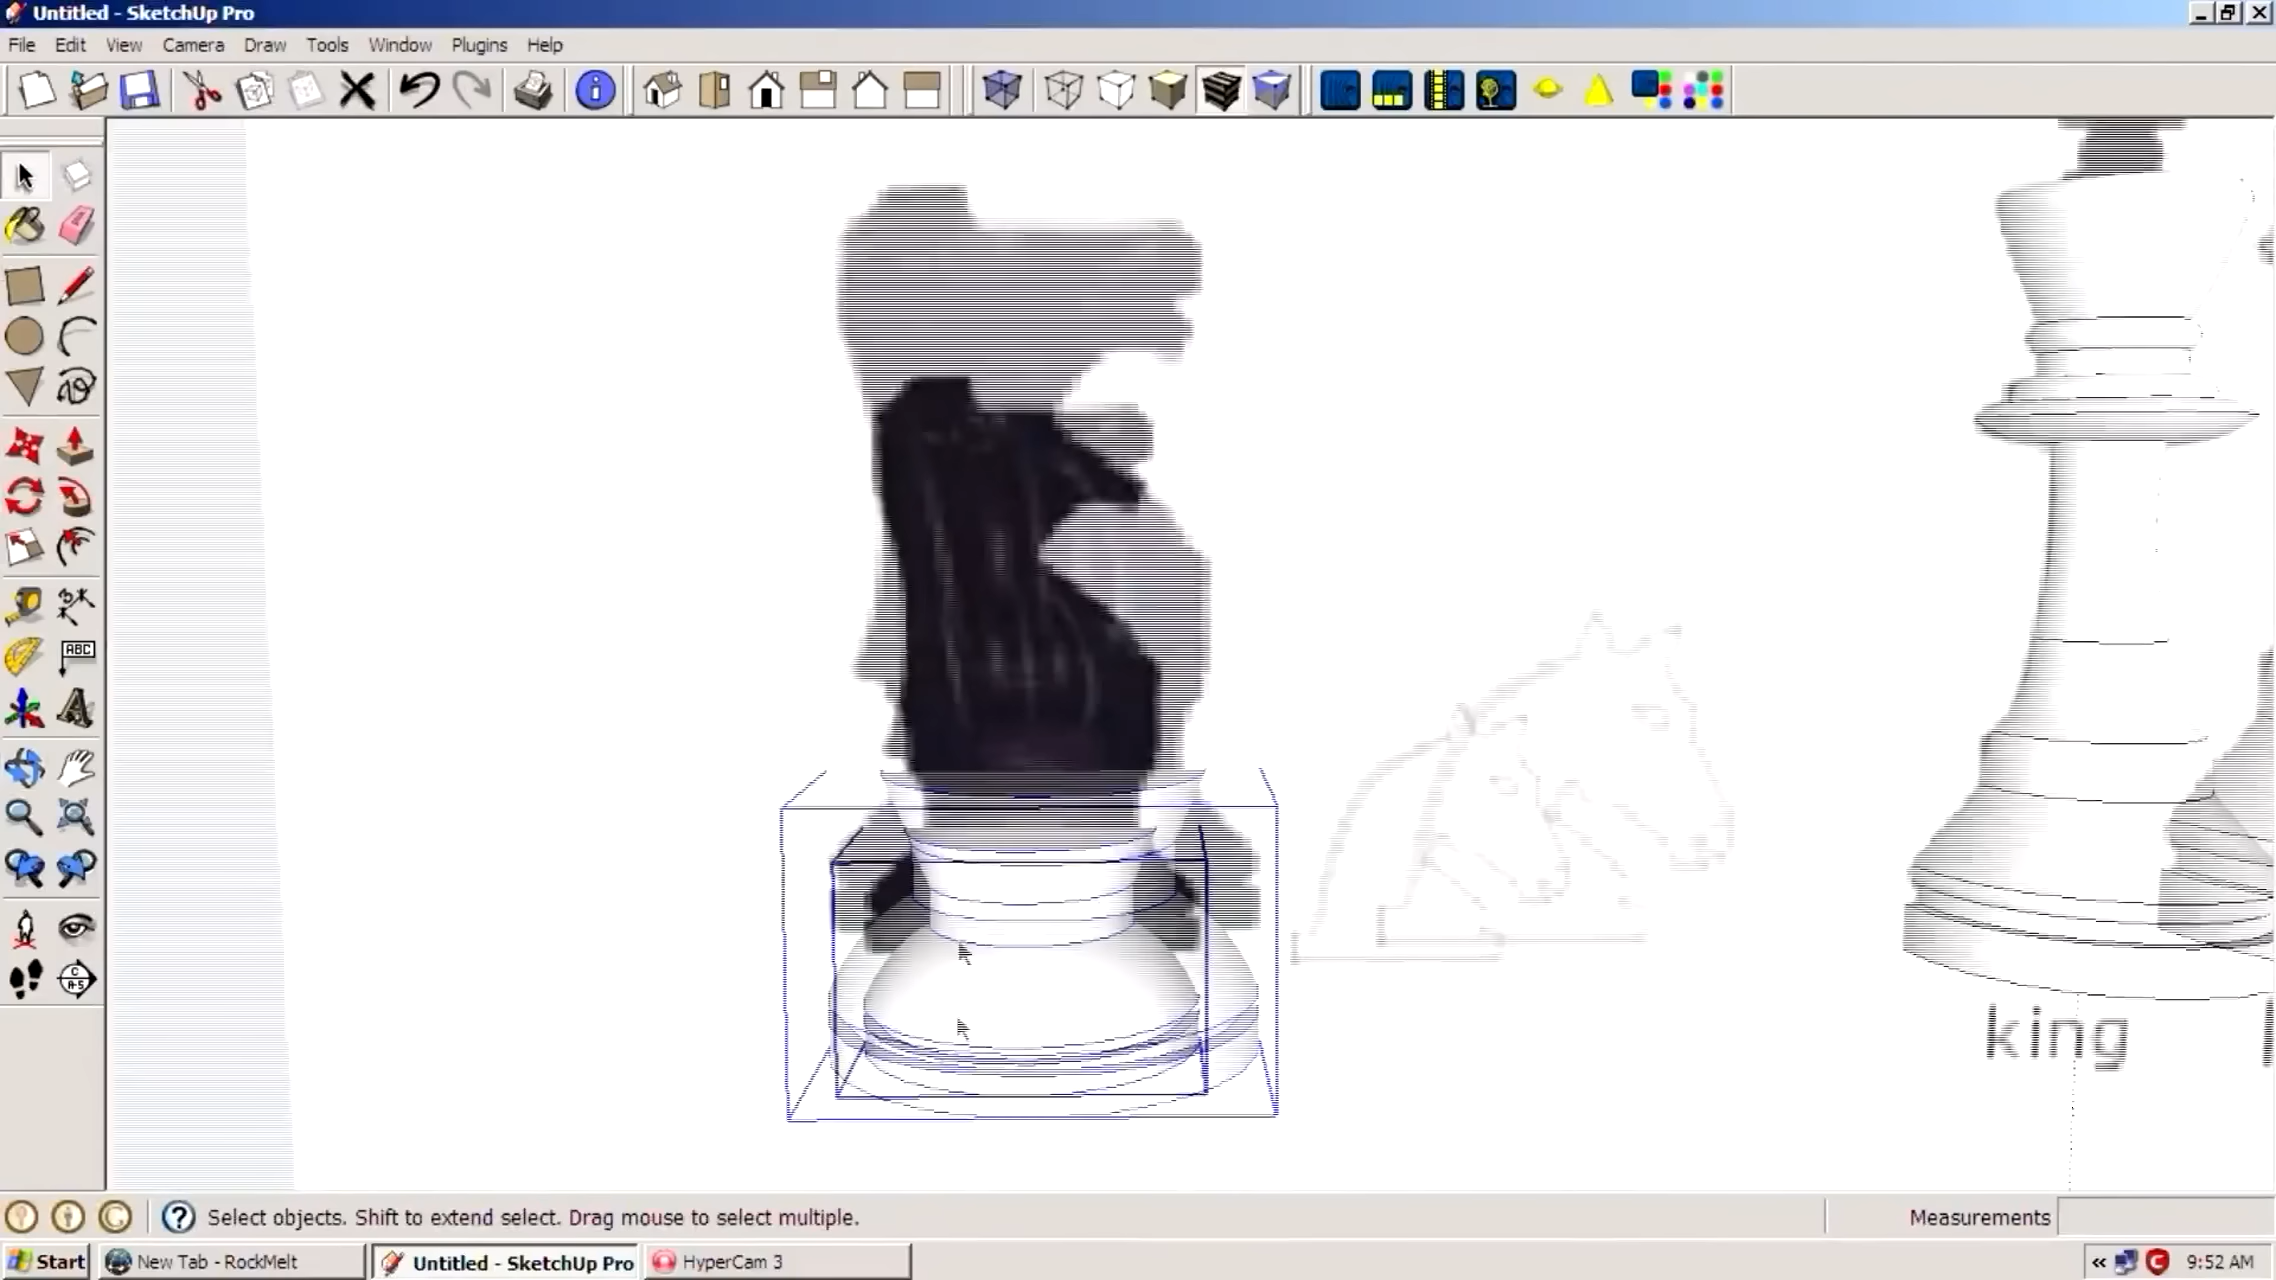 Untitled - SketchUp Pro
File Edit View Camera Draw Tools Window Plugins Help
ABC
A
C
A-5
king
Select objects. Shift to extend select. Drag mouse to select multiple.
Measurements
Start
New Tab - RockMelt
Untitled - SketchUp Pro
HyperCam 3
9:52 AM